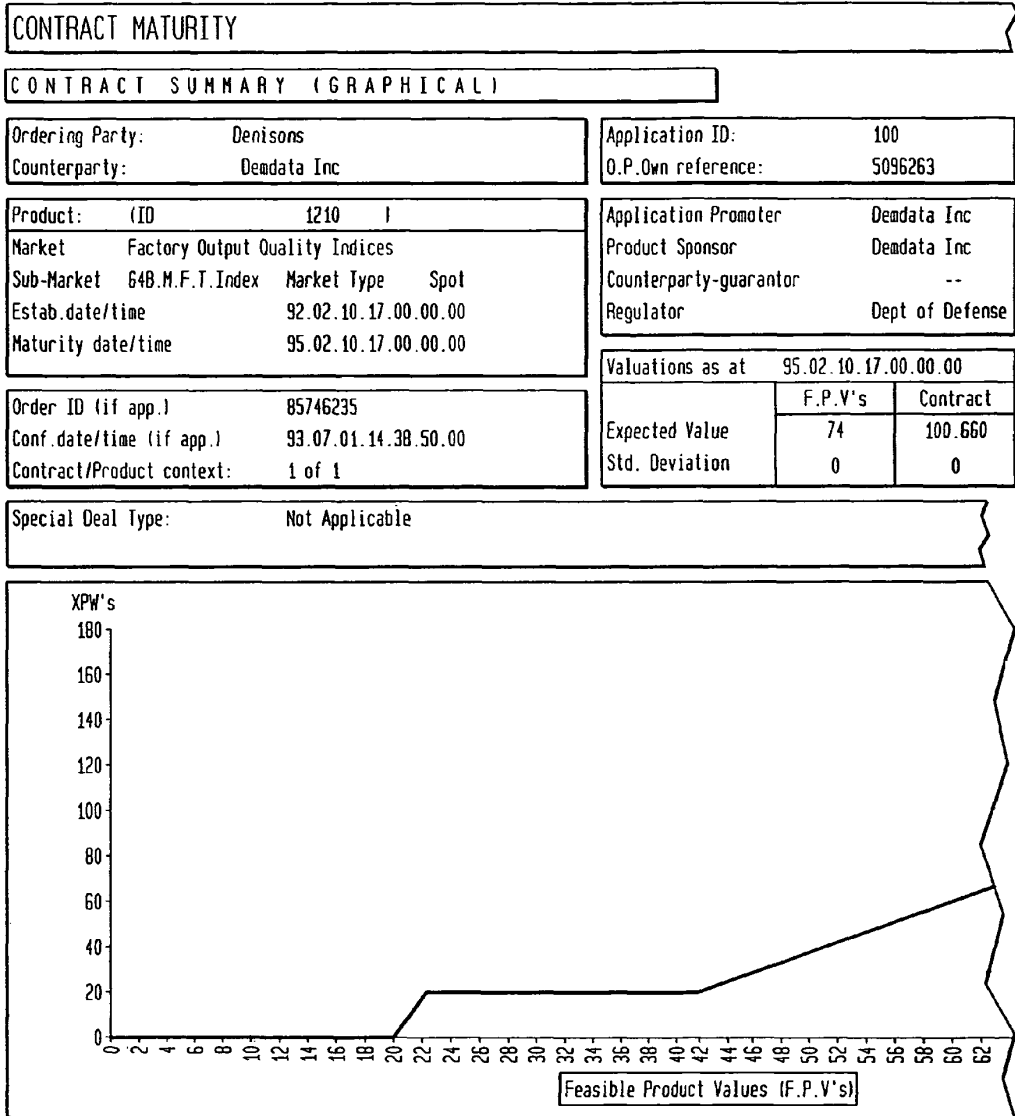 CONTRACT MATURITY
CONTRACT SUMMARY (GRAPHICAL)
Ordering Party: Denisons
Counterparty: Demdata Inc
Application ID: 100
O.P.Own reference: 5096263
Product: (ID 1210 )
Market Factory Output Quality Indices
Sub-Market 64B.M.F.T.Index Market Type Spot
Estab.date/time 92.02.10.17.00.00.00
Maturity date/time 95.02.10.17.00.00.00
Application Promoter Demdata Inc
Product Sponsor Demdata Inc
Counterparty-guarantor --
Regulator Dept of Defense
Order ID (if app.) 85746235
Conf.date/time (if app.) 93.07.01.14.38.50.00
Contract/Product context: 1 of 1
Valuations as at 95.02.10.17.00.00.00
F.P.V's Contract
Expected Value 74 100.660
Std. Deviation 0 0
Special Deal Type: Not Applicable
XPW's
180
160
140
120
100
80
60
40
20
0
0 2 4 6 8 10 12 14 16 18 20 22 24 26 28 30 32 34 36 38 40 42 44 46 48 50 52 54 56 58 60 62
Feasible Product Values (F.P.V's)